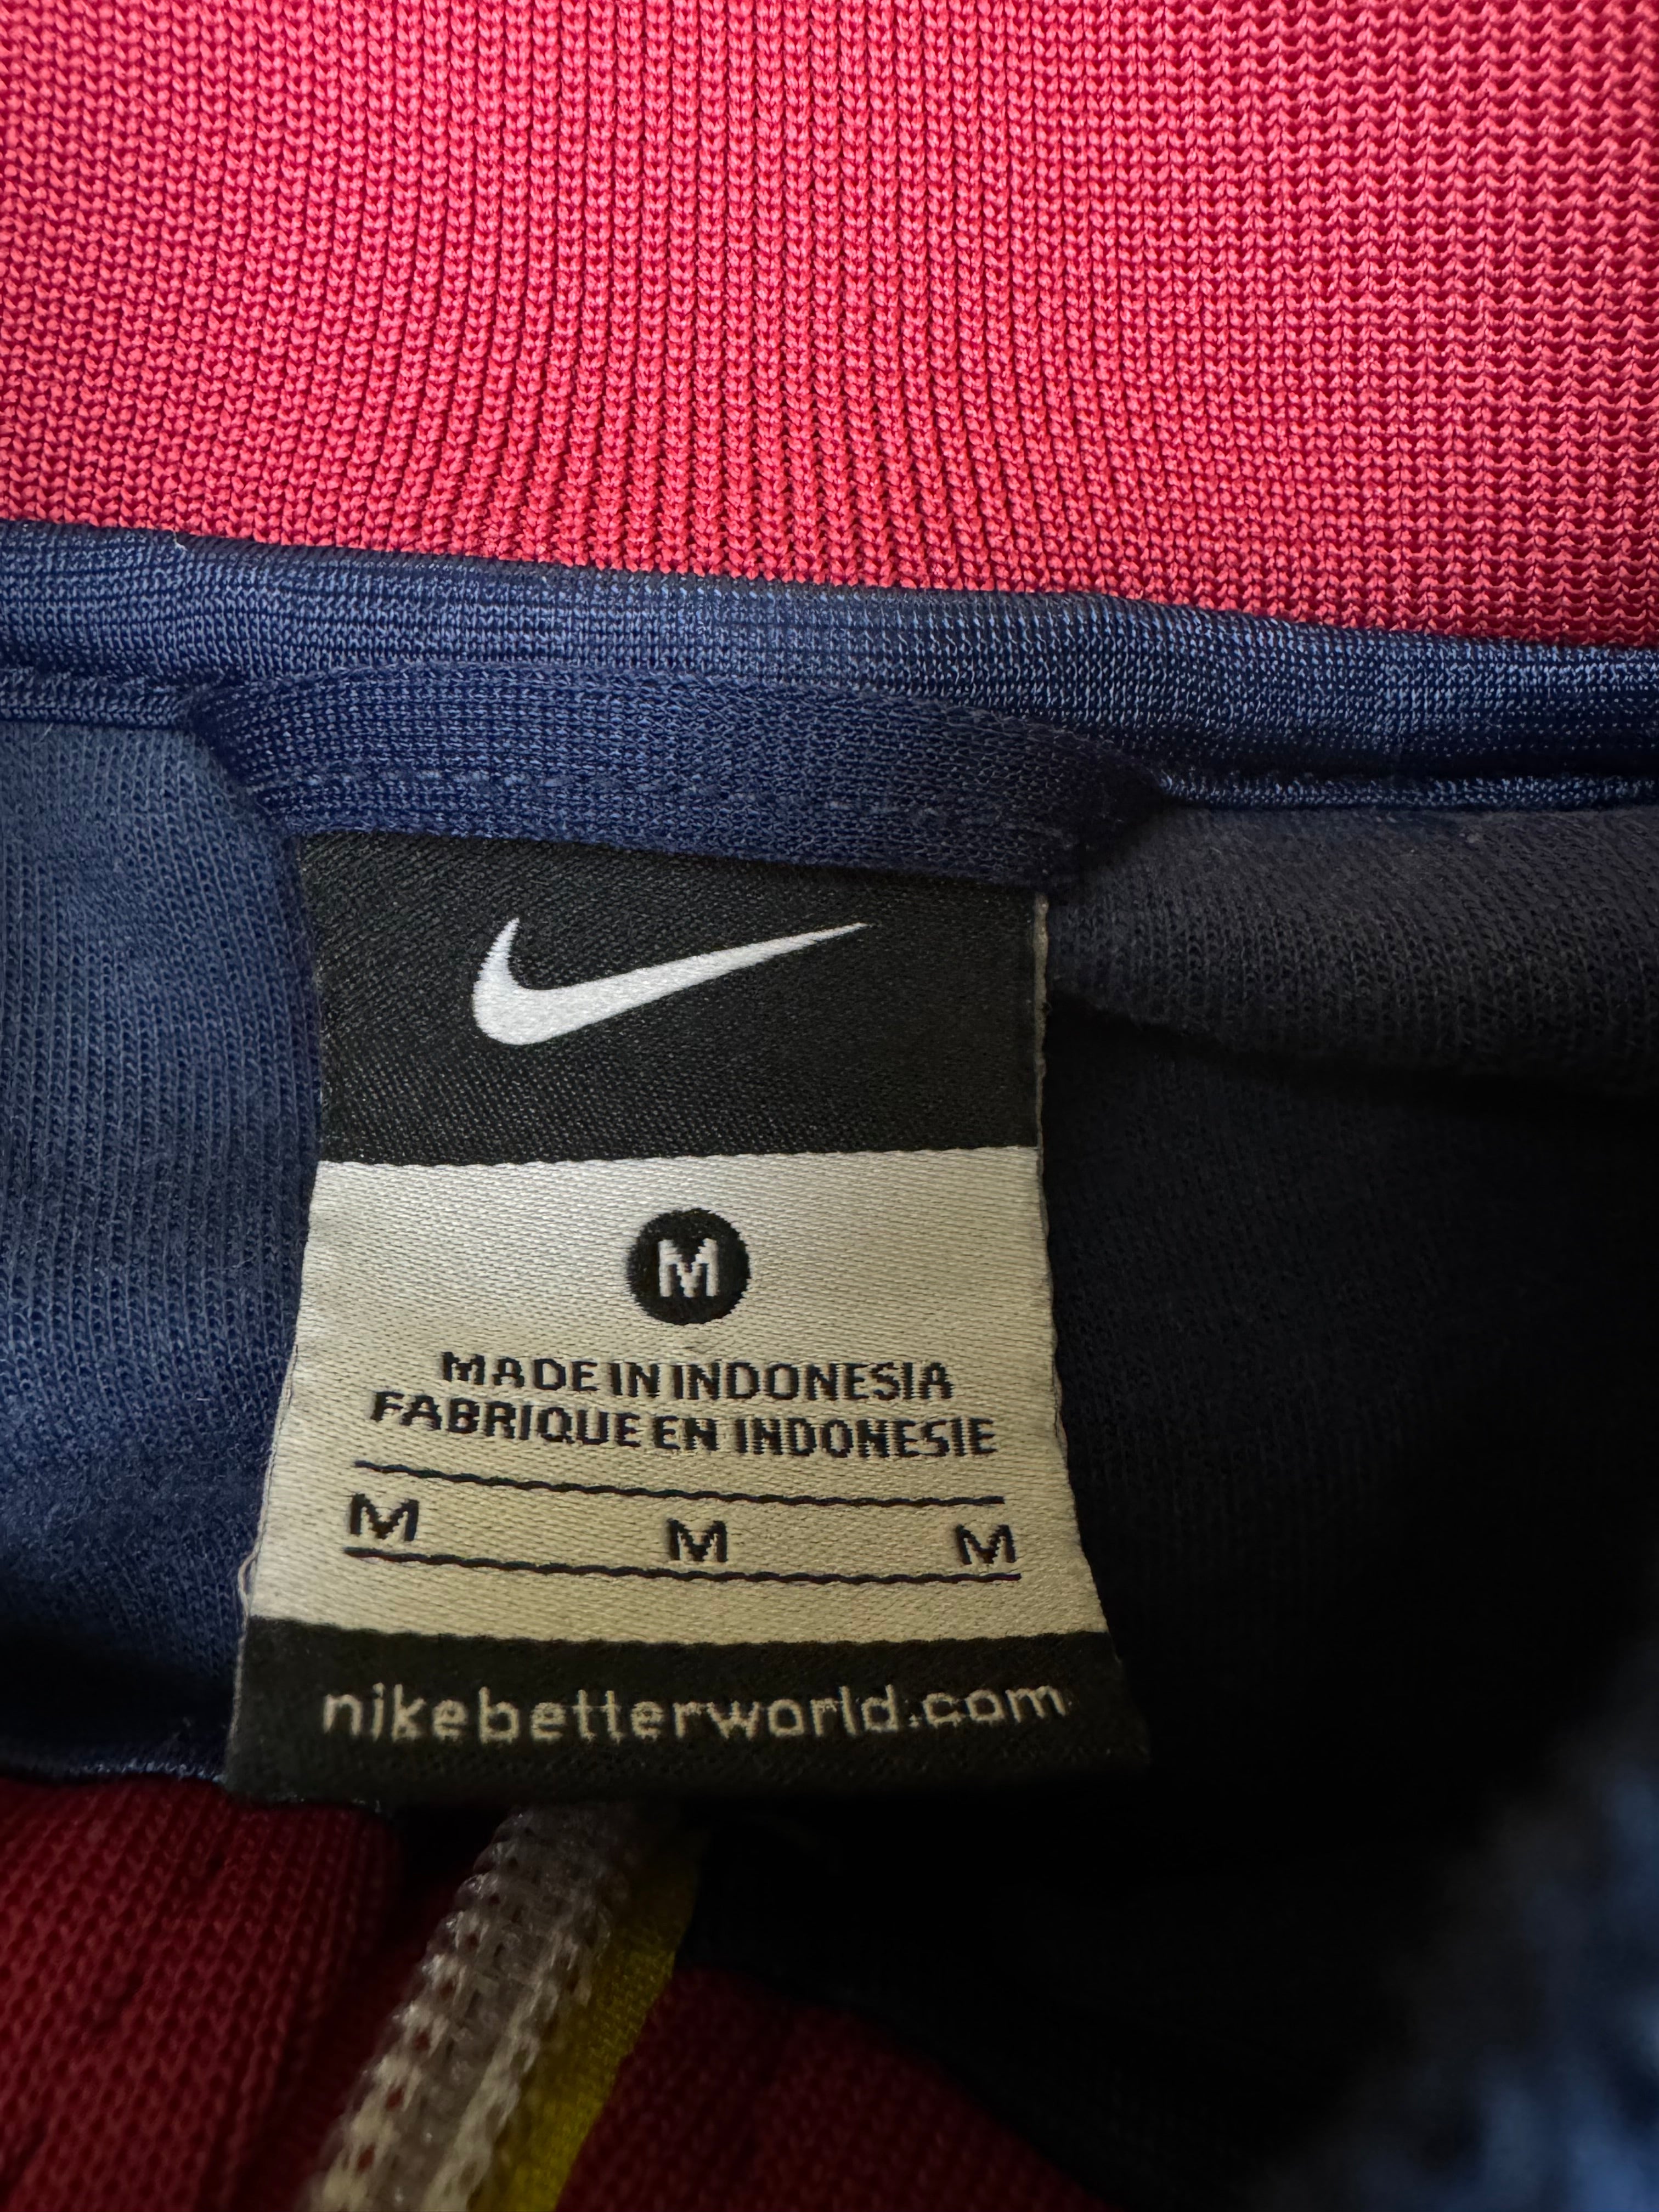 M
MADE IN INDONESIA
FABRIQUE EN INDONESIE
M M M
nikebetterworld.com